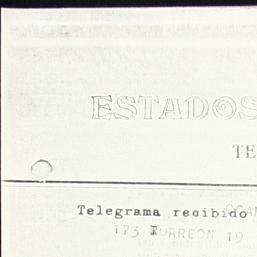 ESTADOS
TE
Telegrama recibido
173 TORREON 19